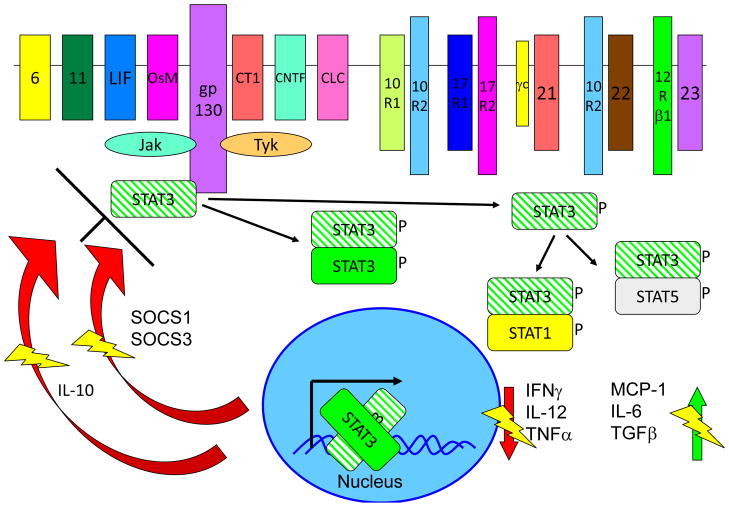 6
11
LIF
OsM
gp
130
CT1
CNTF
CLC
10
R1
10
R2
17
R1
17
R2
γc
21
10
R2
22
12
R
β1
23
Jak
Tyk
STAT3
STAT3
P
STAT3
P
STAT3
P
STAT3
P
STAT5
P
STAT3
P
STAT1
P
SOCS1
SOCS3
IL-10
STAT3
Nucleus
IFNγ
IL-12
TNFα
MCP-1
IL-6
TGFβ